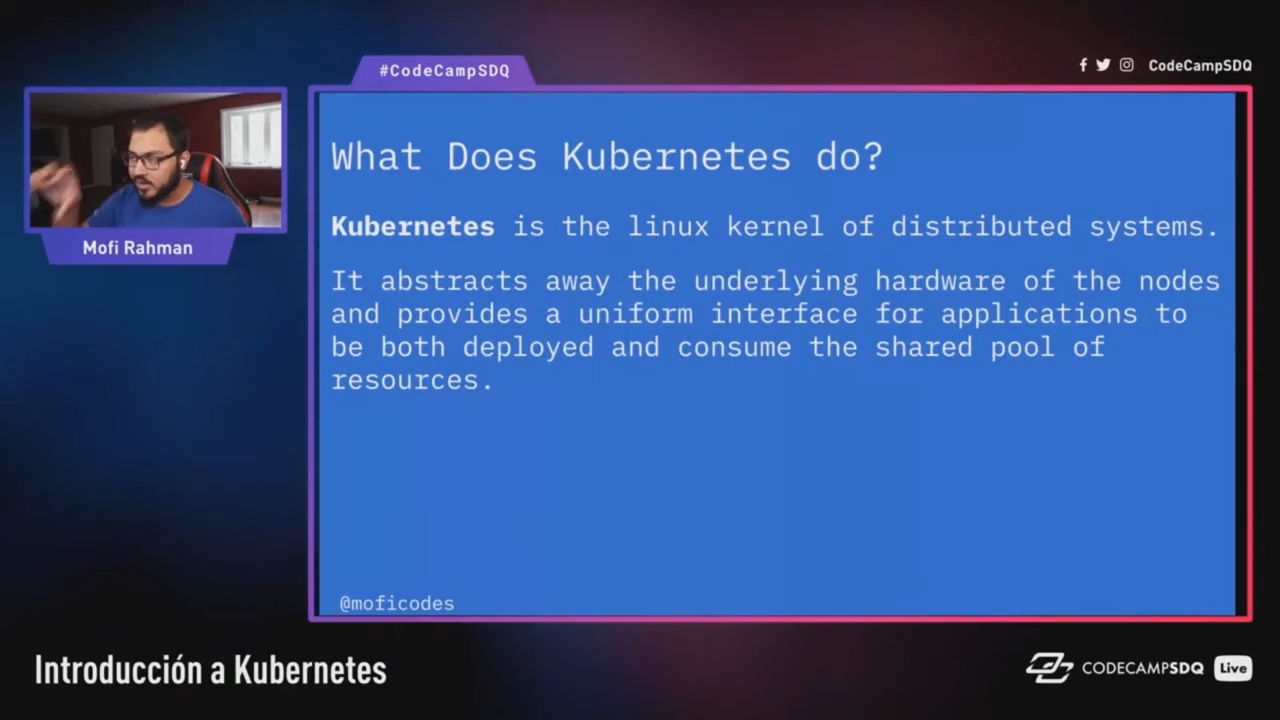 #CodeCampSDQ
CodeCampSDQ
Mofi Rahman
What Does Kubernetes do?
Kubernetes is the linux kernel of distributed systems.
It abstracts away the underlying hardware of the nodes
and provides a uniform interface for applications to
be both deployed and consume the shared pool of
resources.
@moficodes
Introducción a Kubernetes
CODECAMPSDQ Live